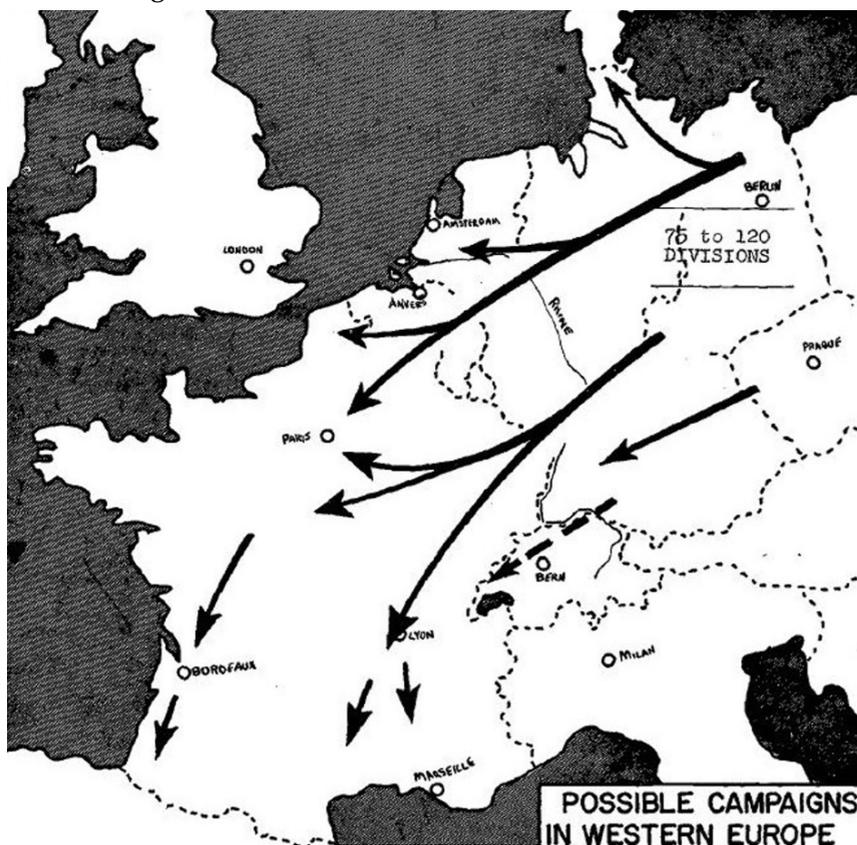 BERLIN
AMSTERDAM
75 to 120
DIVISIONS
LONDON
ANVERS
RHINE
PRAGUE
PARIS
BERN
LYON
MILAN
BORDEAUX
MARSEILLE
POSSIBLE CAMPAIGNS
IN WESTERN EUROPE